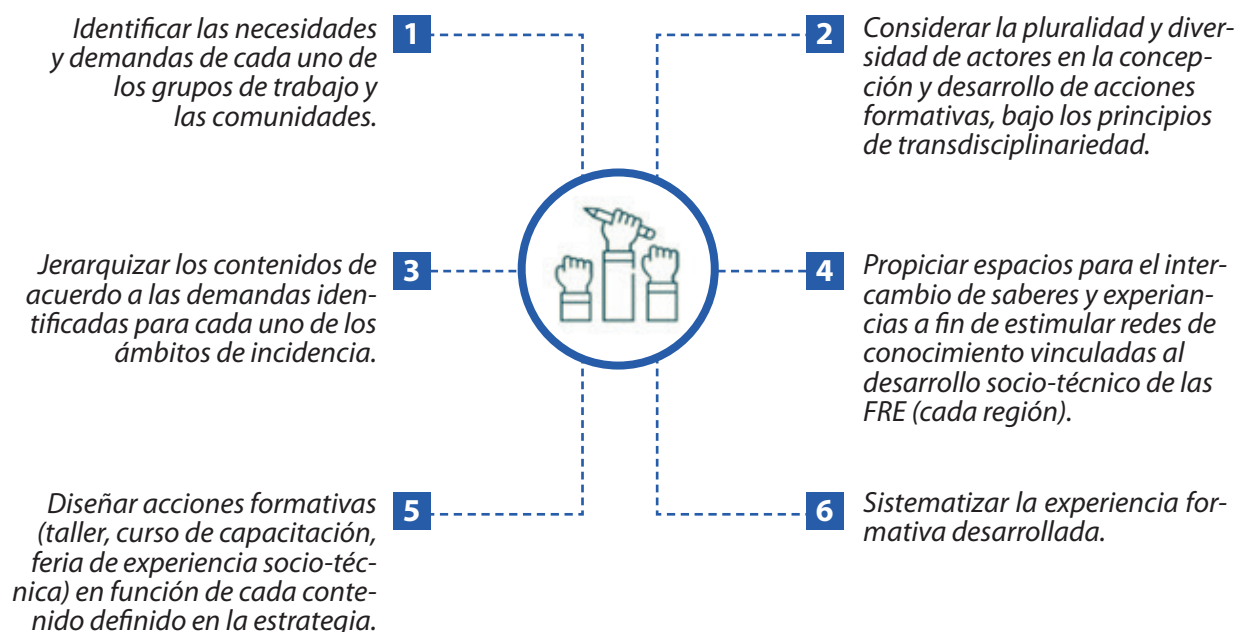 1
Identificar las necesidades
y demandas de cada uno de
los grupos de trabajo y
las comunidades.
2
Considerar la pluralidad y diver-
sidad de actores en la concep-
ción y desarrollo de acciones
formativas, bajo los principios
de transdisciplinariedad.
3
Jerarquizar los contenidos de
acuerdo a las demandas iden-
tificadas para cada uno de los
ámbitos de incidencia.
4
Propiciar espacios para el inter-
cambio de saberes y experian-
cias a fin de estimular redes de
conocimiento vinculadas al
desarrollo socio-técnico de las
FRE (cada región).
5
Diseñar acciones formativas
(taller, curso de capacitación,
feria de experiencia socio-téc-
nica) en función de cada conte-
nido definido en la estrategia.
6
Sistematizar la experiencia for-
mativa desarrollada.